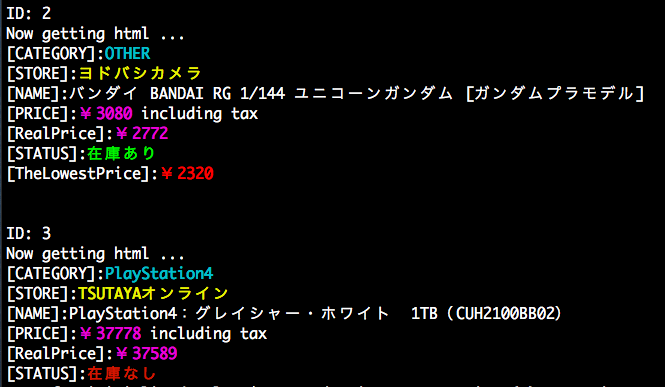 ID: 2
Now getting html ...
[CATEGORY]:OTHER
[STORE]:ヨドバシカメラ
[NAME]:バンダイ BANDAI RG 1/144 ユニコーンガンダム [ガンダムプラモデル]
[PRICE]:￥3080 including tax
[RealPrice]:￥2772
[STATUS]:在庫あり
[TheLowestPrice]:￥2320
ID: 3
Now getting html ...
[CATEGORY]:PlayStation4
[STORE]:TSUTAYAオンライン
[NAME]:PlayStation4：グレイシャー・ホワイト　1TB (CUH2100BB02)
[PRICE]:￥37778 including tax
[RealPrice]:￥37589
[STATUS]:在庫なし